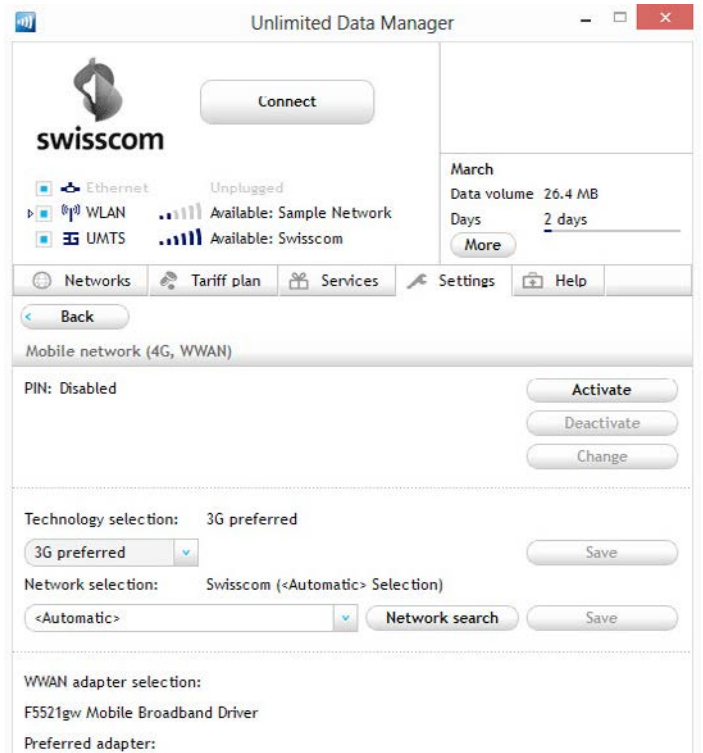 Unlimited Data Manager
Connect
swisscom
Ethernet Unplugged
WLAN Available: Sample Network
3G UMTS Available: Swisscom
March
Data volume 26.4 MB
Days 2 days
More
Networks Tariff plan Services Settings Help
< Back
Mobile network (4G, WWAN)
PIN: Disabled Activate
Deactivate
Change
Technology selection: 3G preferred
3G preferred Save
Network selection: Swisscom (<Automatic> Selection)
<Automatic> Network search Save
WWAN adapter selection:
F5521gw Mobile Broadband Driver
Preferred adapter: